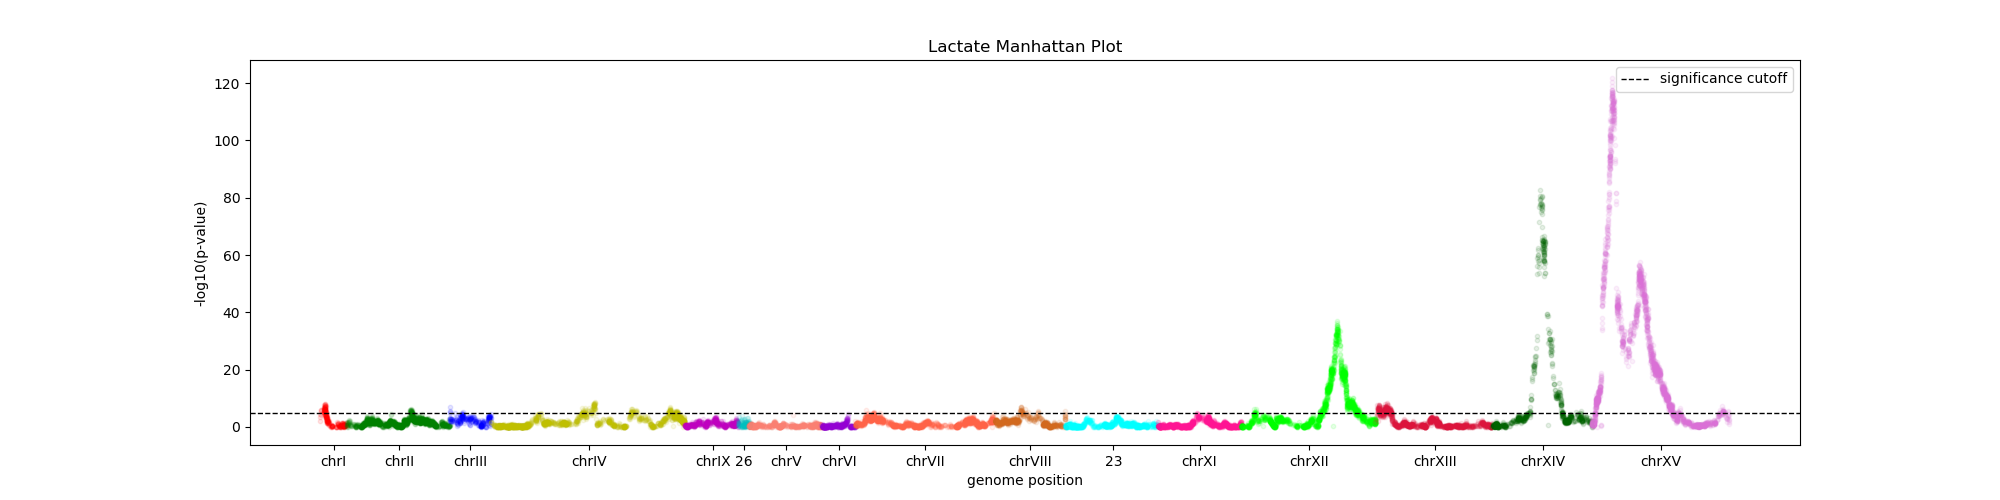 Lactate Manhattan Plot
significance cutoff
-log10(p-value)
120
100
80
60
40
20
0
chrI chrII chrIII chrIV chrIX 26 chrV chrVI chrVII chrVIII 23 chrXI chrXII chrXIII chrXIV chrXV
genome position